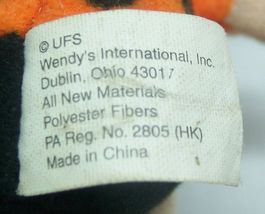 © UFS
Wendy's International, Inc.
Dublin, Ohio 43017
All New Materials
Polyester Fibers
PA Reg. No. 2805 (HK)
Made in China